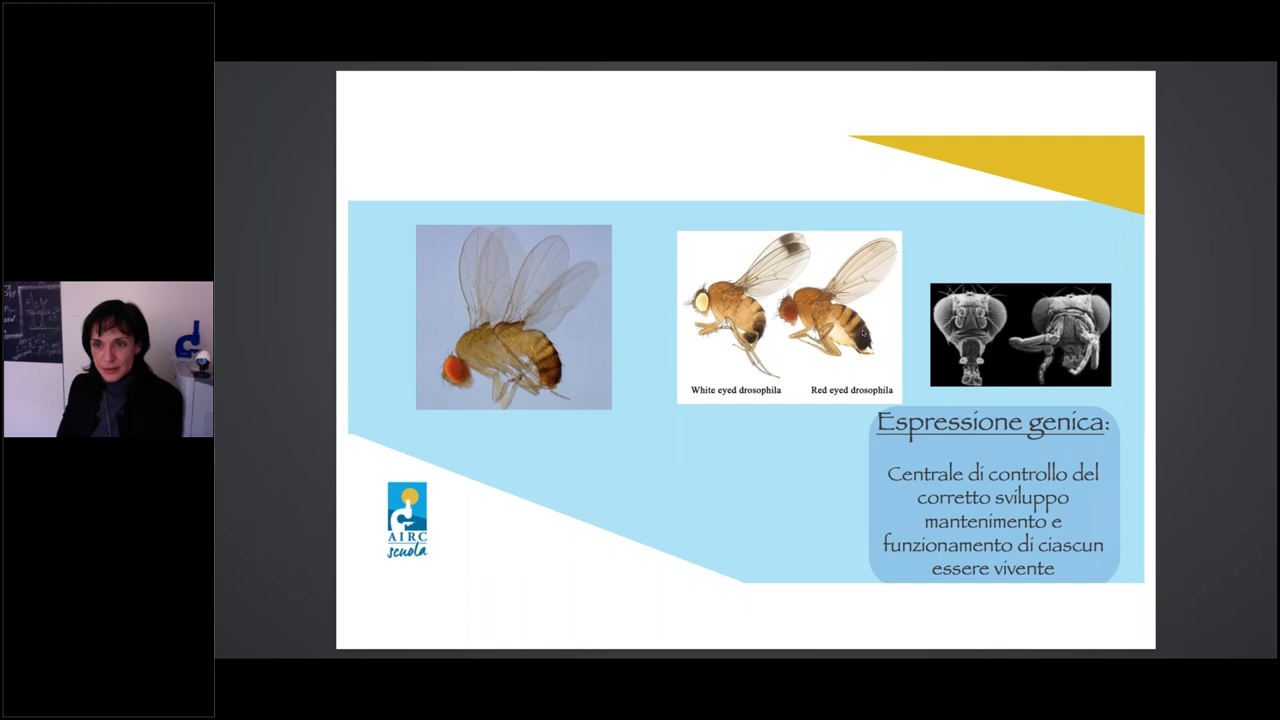 White eyed drosophila
Red eyed drosophila
Espressione genica:
Centrale di controllo del
corretto sviluppo
mantenimento e
funzionamento di ciascun
essere vivente
AIRC
scuola